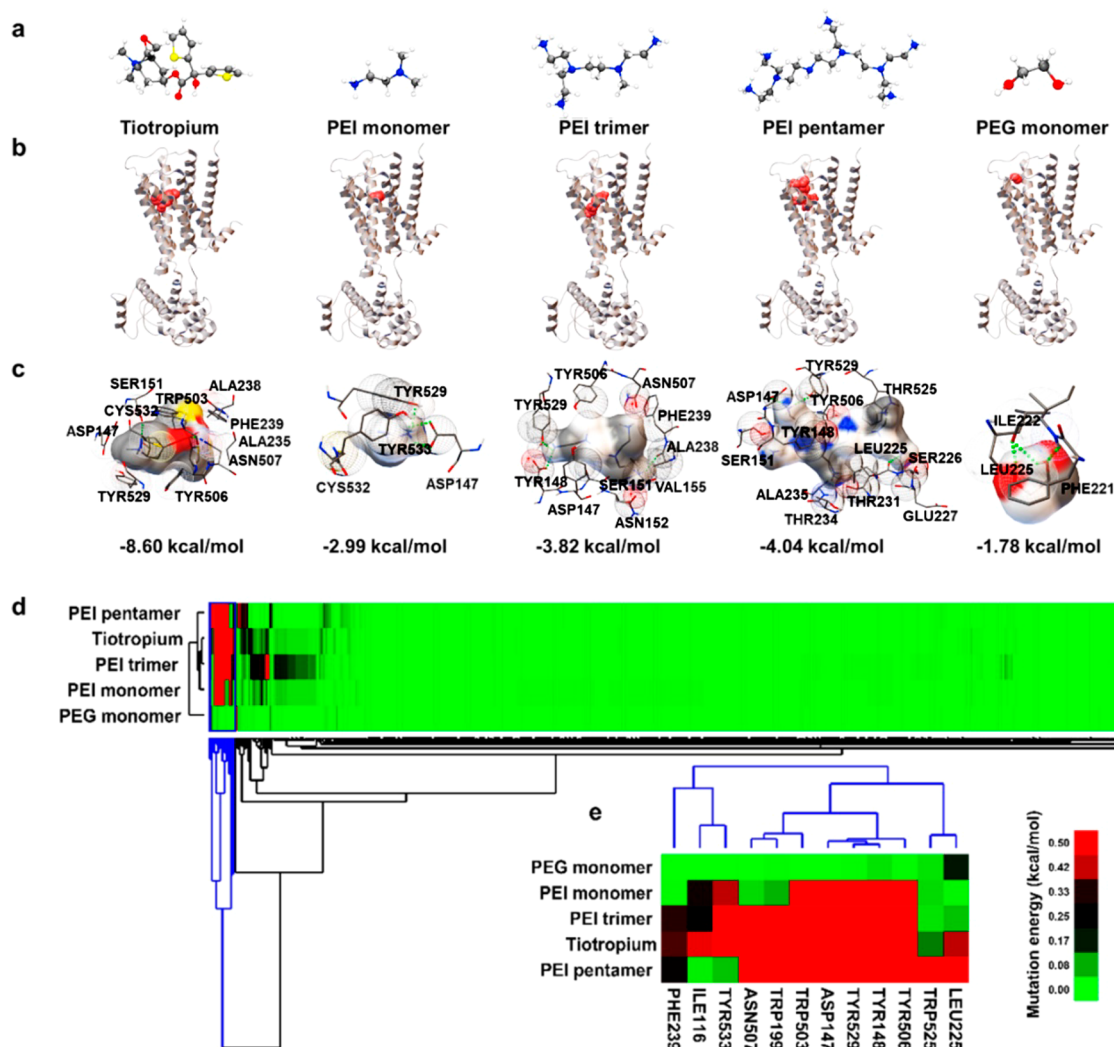 a
Tiotropium
PEI monomer
PEI trimer
PEI pentamer
PEG monomer
b
c
SER151
ALA238
TRP503
CYS532
PHE239
ASP147
ALA235
ASN507
TYR529
TYR506
-8.60 kcal/mol
TYR529
TYR533
CYS532
ASP147
-2.99 kcal/mol
TYR506
ASN507
TYR529
PHE239
ALA238
TYR148
SER151
VAL155
ASP147
ASN152
-3.82 kcal/mol
TYR529
THR525
ASP147
TYR506
TYR148
LEU225
SER151
SER226
ALA235
THR231
THR234
GLU227
-4.04 kcal/mol
ILE222
LEU225
PHE221
-1.78 kcal/mol
d
PEI pentamer
Tiotropium
PEI trimer
PEI monomer
PEG monomer
e
PEG monomer
PEI monomer
PEI trimer
Tiotropium
PEI pentamer
PHE239
ILE116
TYR533
ASN507
TRP199
TRP503
ASP147
TYR529
TYR148
TYR506
TRP525
LEU225
Mutation energy (kcal/mol)
0.50
0.42
0.33
0.25
0.17
0.08
0.00